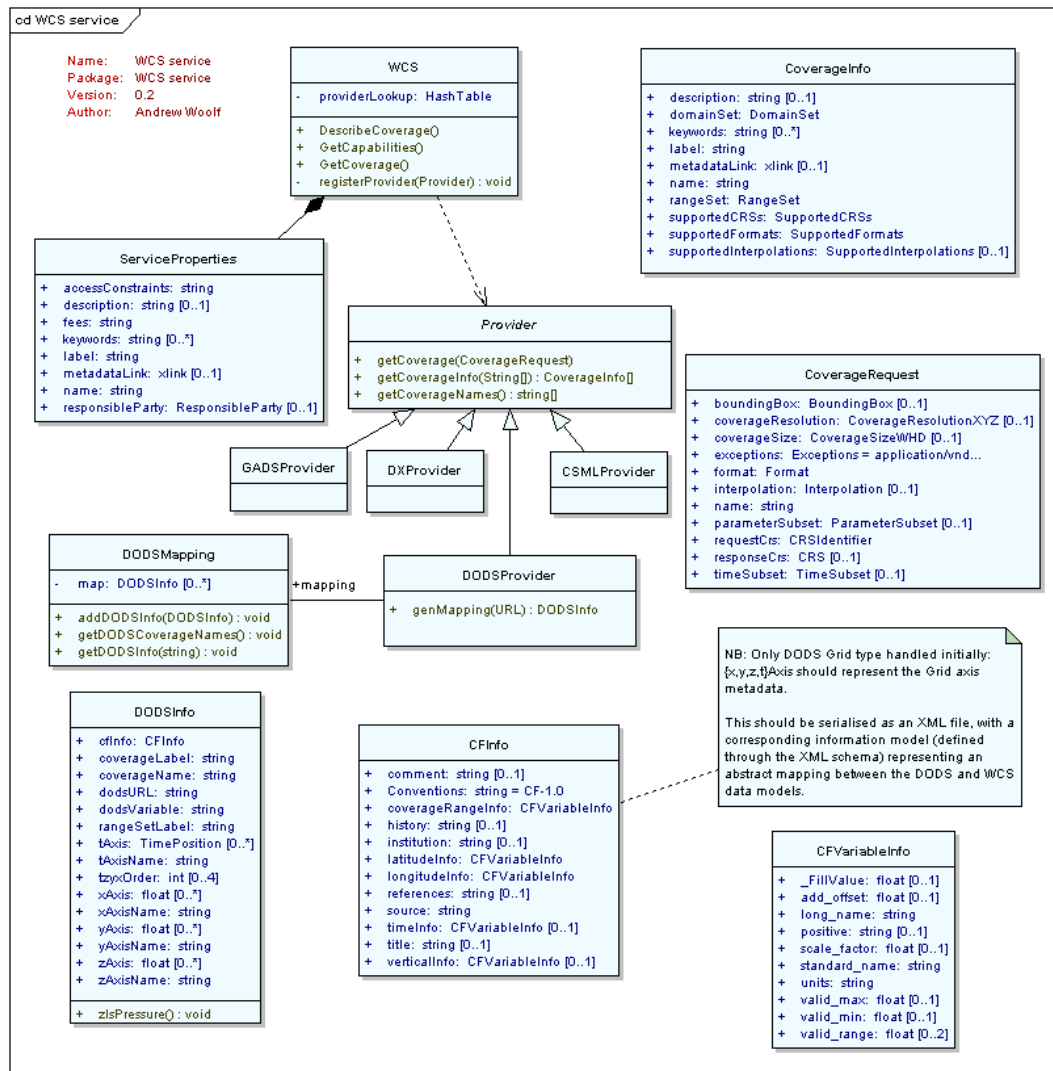 cd WCS service
Name: WCS service
Package: WCS service
Version: 0.2
Author: Andrew Woolf
WCS
- providerLookup: HashTable
+ DescribeCoverage()
+ GetCapabilities()
+ GetCoverage()
- registerProvider(Provider) : void
CoverageInfo
+ description: string [0..1]
+ domainSet: DomainSet
+ keywords: string [0..*]
+ label: string
+ metadataLink: xlink [0..1]
+ name: string
+ rangeSet: RangeSet
+ supportedCRSs: SupportedCRSs
+ supportedFormats: SupportedFormats
+ supportedInterpolations: SupportedInterpolations [0..1]
ServiceProperties
+ accessConstraints: string
+ description: string [0..1]
+ fees: string
+ keywords: string [0..*]
+ label: string
+ metadataLink: xlink [0..1]
+ name: string
+ responsibleParty: ResponsibleParty [0..1]
Provider
+ getCoverage(CoverageRequest)
+ getCoverageInfo(String[]) : CoverageInfo[]
+ getCoverageNames() : string[]
CoverageRequest
+ boundingBox: BoundingBox [0..1]
+ coverageResolution: CoverageResolutionXYZ [0..1]
+ coverageSize: CoverageSizeWHD [0..1]
+ exceptions: Exceptions = application/vnd...
+ format: Format
+ interpolation: Interpolation [0..1]
+ name: string
+ parameterSubset: ParameterSubset [0..1]
+ requestCrs: CRSIdentifier
+ responseCrs: CRS [0..1]
+ timeSubset: TimeSubset [0..1]
GADSProvider
DXProvider
CSMLProvider
DODSMapping
- map: DODSInfo [0..*]
+ addDODSInfo(DODSInfo) : void
+ getDODSCoverageNames() : void
+ getDODSInfo(string) : void
+mapping
DODSProvider
+ genMapping(URL) : DODSInfo
NB: Only DODS Grid type handled initially:
{x,y,z,t}Axis should represent the Grid axis
metadata.
This should be serialised as an XML file, with a
corresponding information model (defined
through the XML schema) representing an
abstract mapping between the DODS and WCS
data models.
DODSInfo
+ cfInfo: CFInfo
+ coverageLabel: string
+ coverageName: string
+ dodsURL: string
+ dodsVariable: string
+ rangeSetLabel: string
+ tAxis: TimePosition [0..*]
+ tAxisName: string
+ tzyxOrder: int [0..4]
+ xAxis: float [0..*]
+ xAxisName: string
+ yAxis: float [0..*]
+ yAxisName: string
+ zAxis: float [0..*]
+ zAxisName: string
+ zIsPressure() : void
CFInfo
+ comment: string [0..1]
+ Conventions: string = CF-1.0
+ coverageRangeInfo: CFVariableInfo
+ history: string [0..1]
+ institution: string [0..1]
+ latitudeInfo: CFVariableInfo
+ longitudeInfo: CFVariableInfo
+ references: string [0..1]
+ source: string
+ timeInfo: CFVariableInfo [0..1]
+ title: string [0..1]
+ verticalInfo: CFVariableInfo [0..1]
CFVariableInfo
+ _FillValue: float [0..1]
+ add_offset: float [0..1]
+ long_name: string
+ positive: string [0..1]
+ scale_factor: float [0..1]
+ standard_name: string
+ units: string
+ valid_max: float [0..1]
+ valid_min: float [0..1]
+ valid_range: float [0..2]